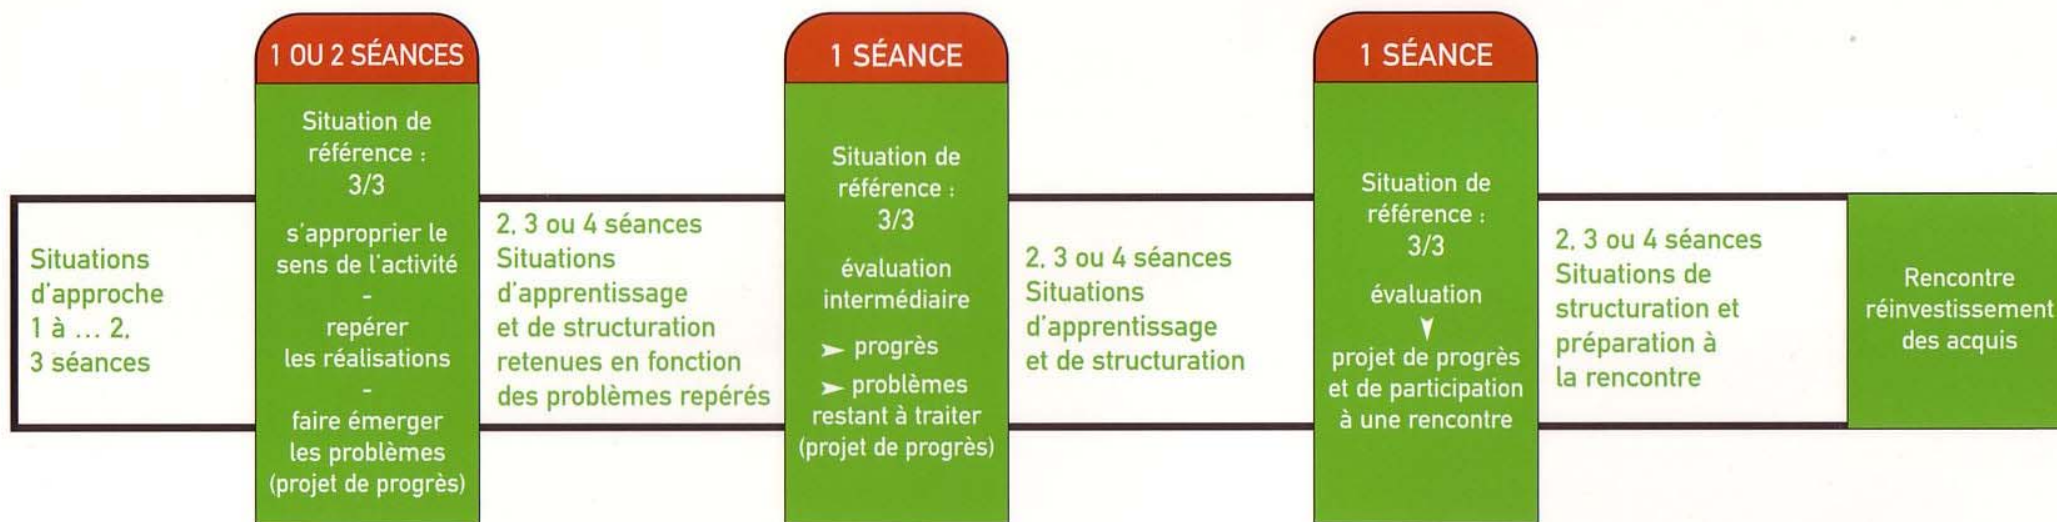 Situations
d'approche
1 à ... 2,
3 séances
1 OU 2 SÉANCES
Situation de
référence :
3/3
s'approprier le
sens de l'activité
-
repérer
les réalisations
-
faire émerger
les problèmes
(projet de progrès)
2, 3 ou 4 séances
Situations
d'apprentissage
et de structuration
retenues en fonction
des problèmes repérés
1 SÉANCE
Situation de
référence :
3/3
évaluation
intermédiaire
➤ progrès
➤ problèmes
restant à traiter
(projet de progrès)
2, 3 ou 4 séances
Situations
d'apprentissage
et de structuration
1 SÉANCE
Situation de
référence :
3/3
évaluation
projet de progrès
et de participation
à une rencontre
2, 3 ou 4 séances
Situations de
structuration et
préparation à
la rencontre
Rencontre
réinvestissement
des acquis